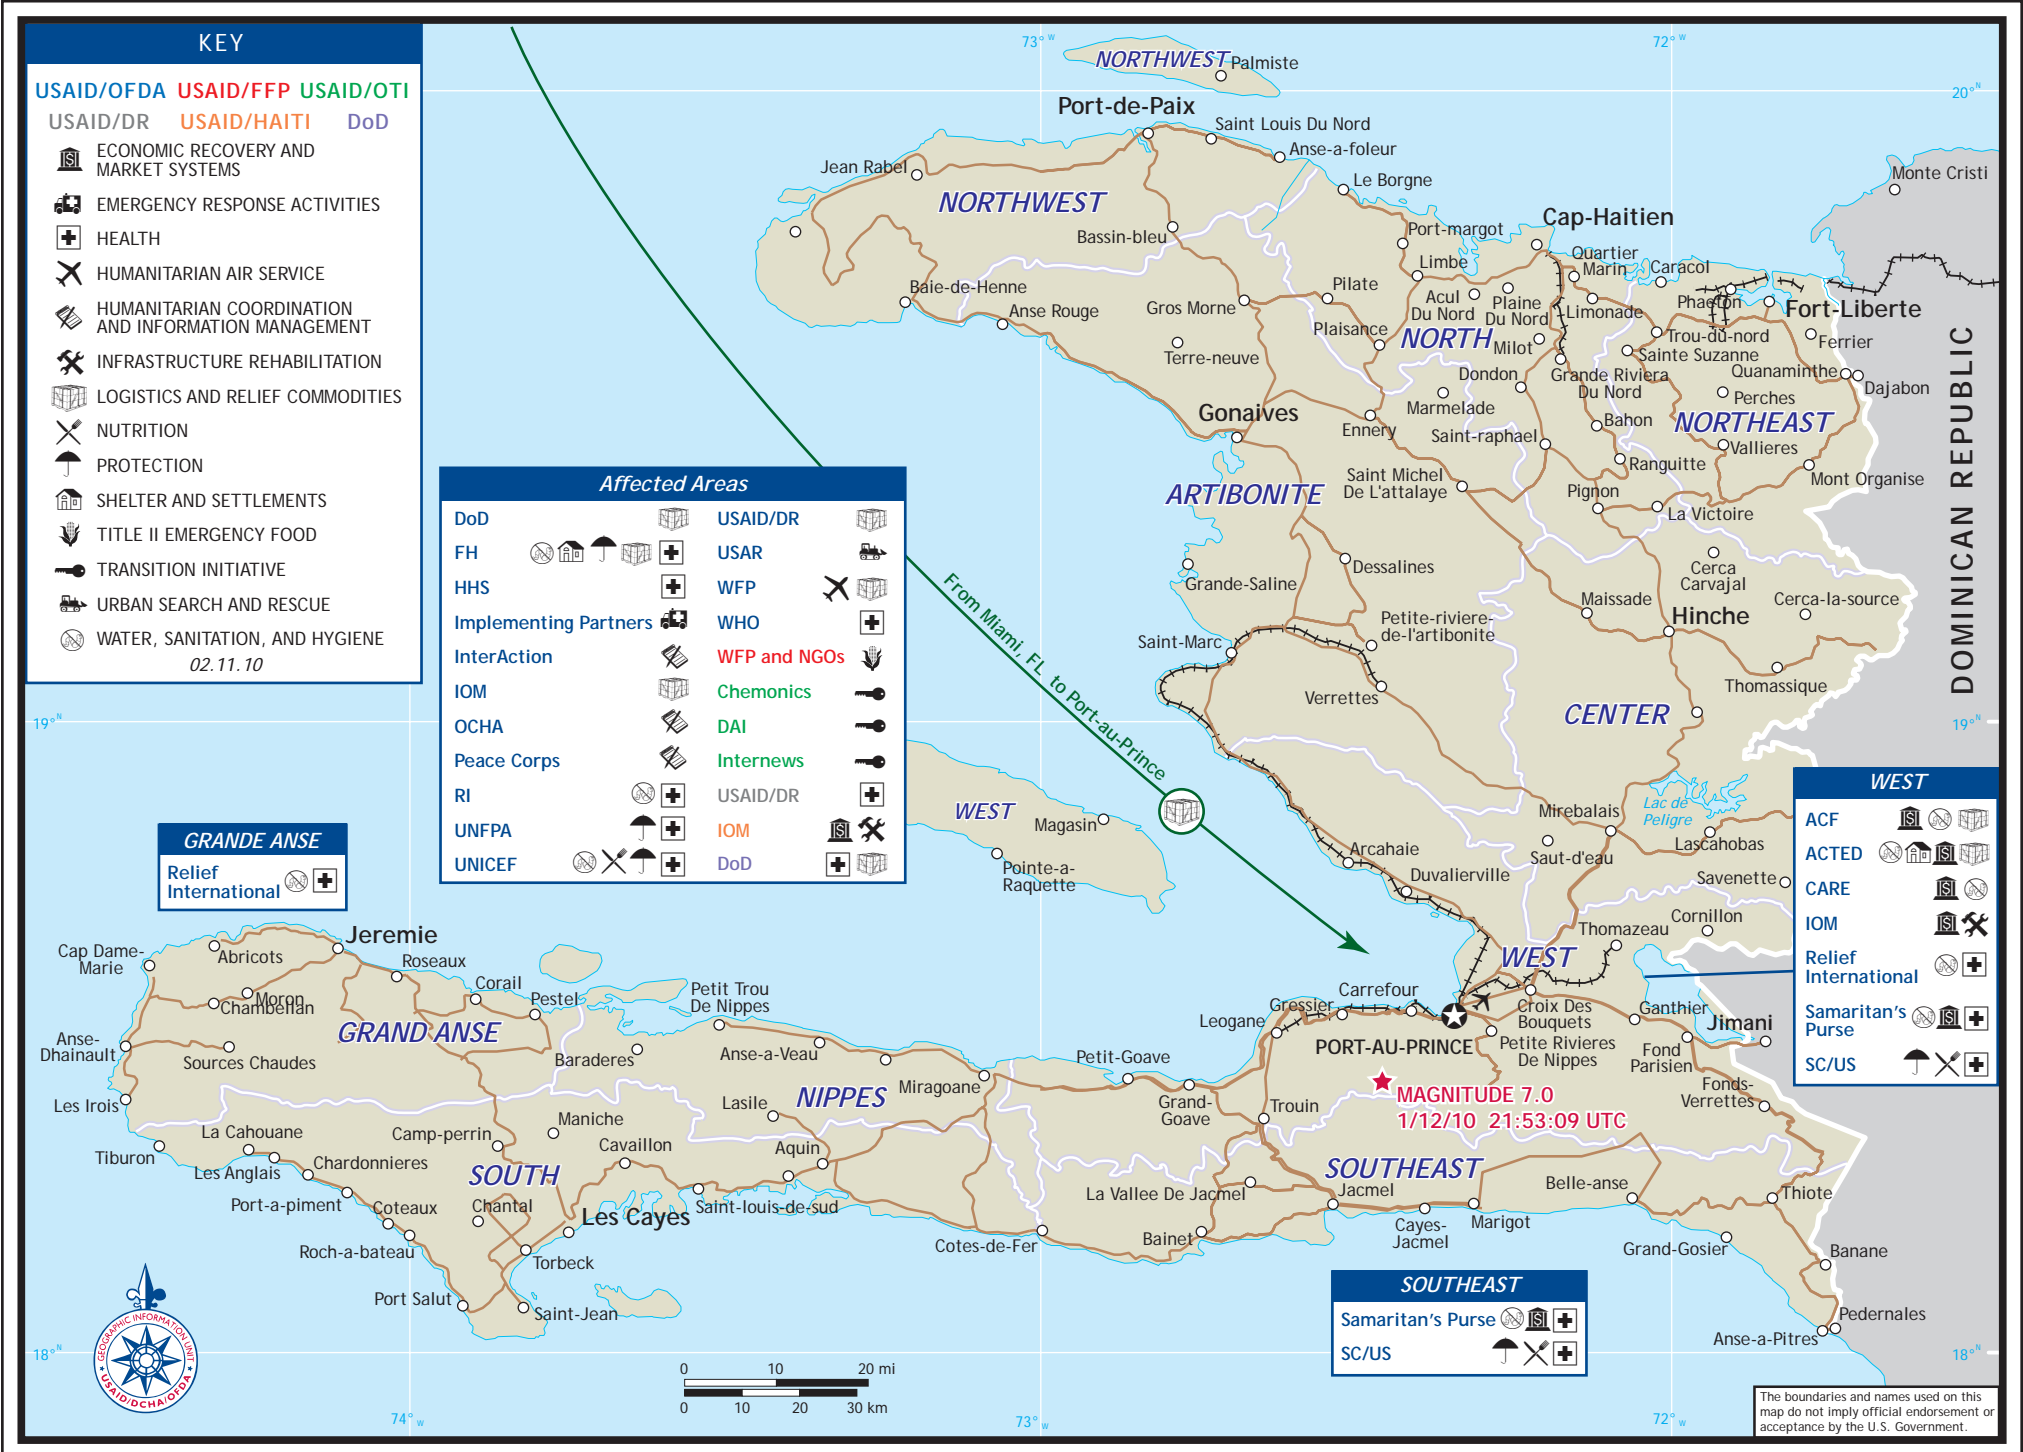 KEY
USAID/OFDA USAID/FFP USAID/OTI
USAID/DR USAID/HAITI DoD
ECONOMIC RECOVERY AND
MARKET SYSTEMS
EMERGENCY RESPONSE ACTIVITIES
HEALTH
HUMANITARIAN AIR SERVICE
HUMANITARIAN COORDINATION
AND INFORMATION MANAGEMENT
INFRASTRUCTURE REHABILITATION
LOGISTICS AND RELIEF COMMODITIES
NUTRITION
PROTECTION
SHELTER AND SETTLEMENTS
TITLE II EMERGENCY FOOD
TRANSITION INITIATIVE
URBAN SEARCH AND RESCUE
WATER, SANITATION, AND HYGIENE
02.11.10
Affected Areas
DoD USAID/DR
FH USAR
HHS WFP
Implementing Partners WHO
InterAction WFP and NGOs
IOM Chemonics
OCHA DAI
Peace Corps Internews
RI USAID/DR
UNFPA IOM
UNICEF DoD
GRANDE ANSE
Relief
International
WEST
ACF
ACTED
CARE
IOM
Relief
International
Samaritan's
Purse
SC/US
SOUTHEAST
Samaritan's Purse
SC/US
From Miami, FL to Port-au-Prince
73° W
72° W
20° N
19° N
19° N
18° N
18° N
74° W
73° W
72° W
NORTHWEST
Palmiste
Port-de-Paix
Saint Louis Du Nord
Anse-a-foleur
Jean Rabel
Le Borgne
Monte Cristi
NORTHWEST
Cap-Haitien
Bassin-bleu
Port-margot
Quartier
Marin
Limbe
Caracol
Baie-de-Henne
Pilate
Acul
Du Nord
Plaine
Du Nord
Phaeton
Gros Morne
Anse Rouge
Limonade
Fort-Liberte
Plaisance
NORTH
Milot
Trou-du-nord
Ferrier
Terre-neuve
Sainte Suzanne
Dondon
Grande Riviera
Du Nord
Quanaminthe
Dajabon
Marmelade
Perches
Gonaives
Ennery
Bahon
NORTHEAST
Saint-raphael
Vallieres
Ranguitte
Saint Michel
De L'attalaye
Mont Organise
ARTIBONITE
Pignon
La Victoire
DOMINICAN REPUBLIC
Dessalines
Cerca
Carvajal
Grande-Saline
Maissade
Cerca-la-source
Petite-riviere-
de-l'artibonite
Hinche
Saint-Marc
Verrettes
Thomassique
CENTER
Mirebalais
Lac de
Peligre
WEST
Magasin
Lascahobas
Saut-d'eau
Arcahaie
Pointe-a-
Raquette
Duvalierville
Savenette
Cornillon
Thomazeau
WEST
Jeremie
Cap Dame-
Marie
Abricots
Roseaux
Corail
Moron
Chambellan
Pestel
Petit Trou
De Nippes
Gressier
Carrefour
Croix Des
Bouquets
Ganthier
Jimani
Leogane
GRAND ANSE
Anse-
Dhainault
Sources Chaudes
Baraderes
Anse-a-Veau
Petit-Goave
PORT-AU-PRINCE
Petite Rivieres
De Nippes
Fond
Parisien
Miragoane
MAGNITUDE 7.0
1/12/10 21:53:09 UTC
Fonds-
Verrettes
Les Irois
Lasile
NIPPES
Grand-
Goave
Trouin
Maniche
La Cahouane
Camp-perrin
Cavaillon
Aquin
Tiburon
Les Anglais
Chardonnieres
SOUTH
SOUTHEAST
Port-a-piment
Coteaux
Chantal
Les Cayes
Saint-louis-de-sud
La Vallee De Jacmel
Jacmel
Belle-anse
Thiote
Cayes-
Jacmel
Marigot
Roch-a-bateau
Torbeck
Cotes-de-Fer
Bainet
Grand-Gosier
Banane
Port Salut
Saint-Jean
Pedernales
Anse-a-Pitres
GEOGRAPHIC INFORMATION UNIT
USAID/DCHA/OFDA
0 10 20 mi
0 10 20 30 km
The boundaries and names used on this
map do not imply official endorsement or
acceptance by the U.S. Government.